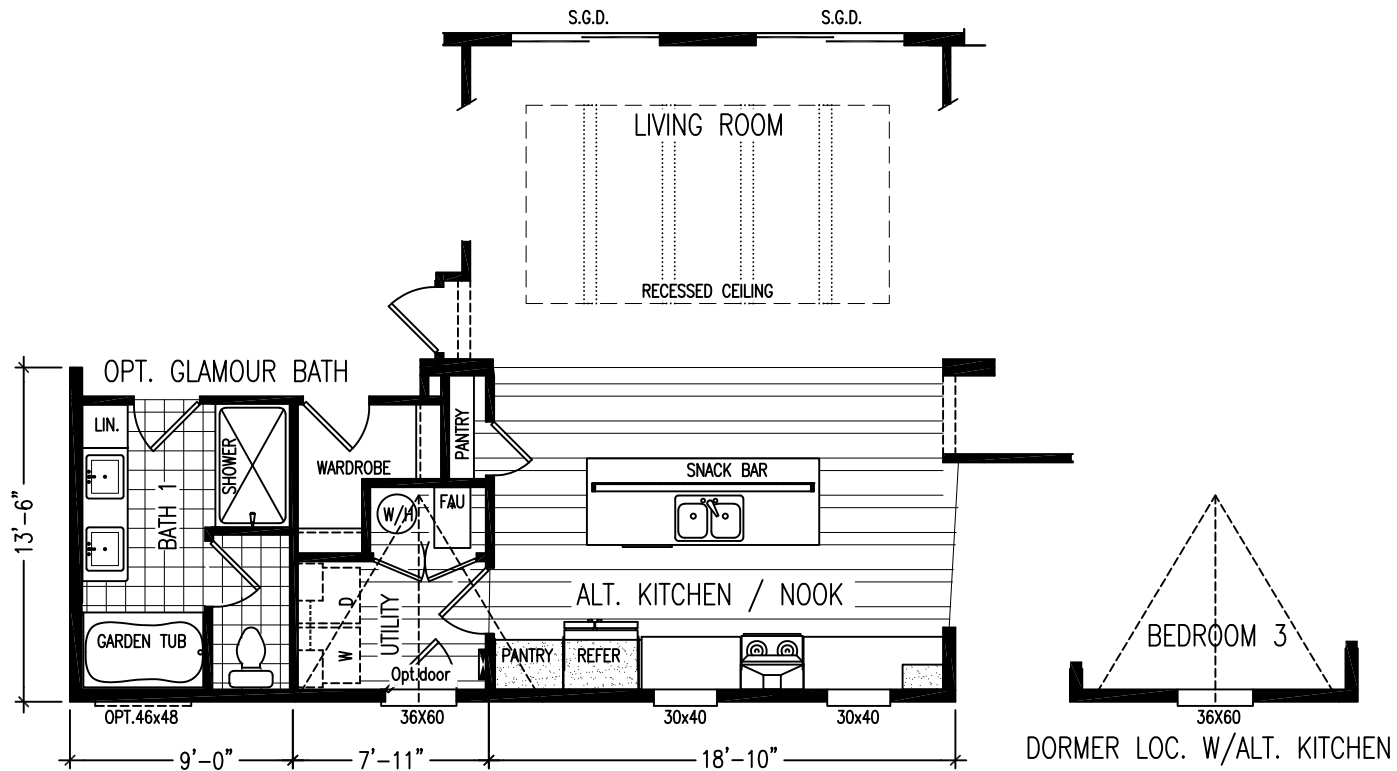 S.G.D.
S.G.D.
LIVING ROOM
RECESSED CEILING
OPT. GLAMOUR BATH
LIN.
SHOWER
WARDROBE
PANTRY
SNACK BAR
BATH 1
W/H
FAU
13'-6"
D
W
UTILITY
ALT. KITCHEN / NOOK
GARDEN TUB
Opt.door
PANTRY
REFER
BEDROOM 3
OPT.46x48
36X60
30x40
30x40
36X60
9'-0"
7'-11"
18'-10"
DORMER LOC. W/ALT. KITCHEN